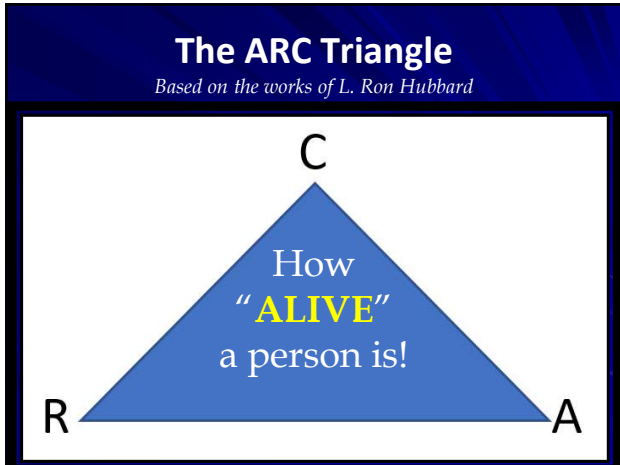 The ARC Triangle
Based on the works of L. Ron Hubbard
C
How
“ALIVE”
a person is!
R
A